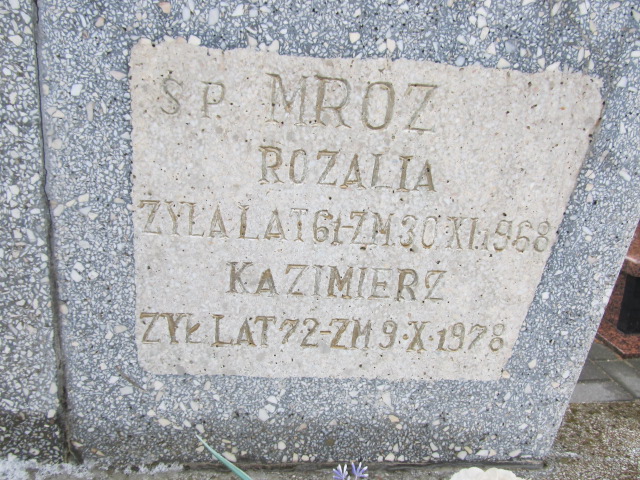 ŚP MROZ
ROZALIA
ŻYŁA LAT 61-ZM 30 XI.1968
KAZIMIERZ
ŻYŁ LAT 72-ZM 9.X.1978